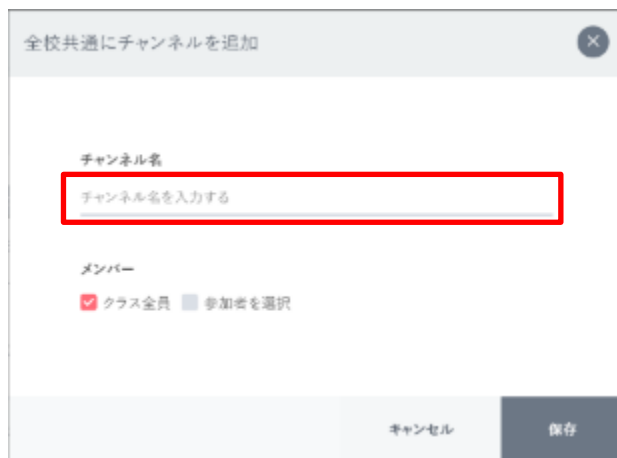 全校共通にチャンネルを追加
チャンネル名
チャンネル名を入力する
メンバー
クラス全員 参加者を選択
キャンセル 保存